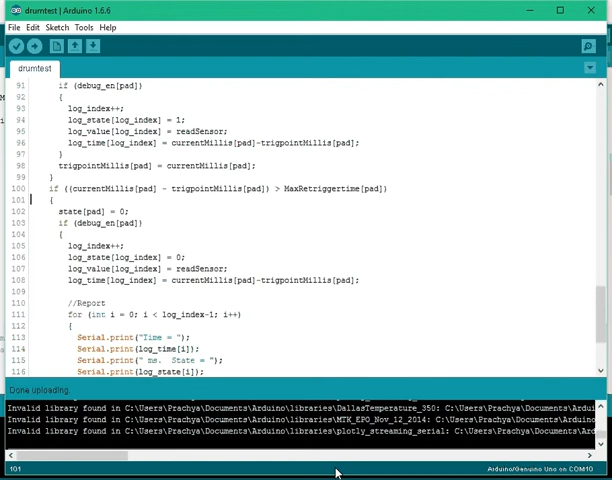 drumtest | Arduino 1.6.6
File Edit Sketch Tools Help
drumtest
91 if (debug_en[pad])
92 {
93 log_index++;
94 log_state[log_index] = 1;
95 log_value[log_index] = readSensor;
96 log_time[log_index] = currentMillis[pad]-trigpointMillis[pad];
97 }
98 trigpointMillis[pad] = currentMillis[pad];
99 }
100 if ((currentMillis[pad] - trigpointMillis[pad]) > MaxRetriggertime[pad])
101 {
102 state[pad] = 0;
103 if (debug_en[pad])
104 {
105 log_index++;
106 log_state[log_index] = 0;
107 log_value[log_index] = readSensor;
108 log_time[log_index] = currentMillis[pad]-trigpointMillis[pad];
109
110 //Report
111 for (int i = 0; i < log_index-1; i++)
112 {
113 Serial.print("Time = ");
114 Serial.print(log_time[i]);
115 Serial.print(" ms. State = ");
116 Serial.print(log_state[i]);
Done uploading.
Invalid library found in C:\Users\Prachya\Documents\Arduino\libraries\DallasTemperature_350: C:\Users\Prachya\Documents\Ardui
Invalid library found in C:\Users\Prachya\Documents\Arduino\libraries\MTK_EPO_Nov_12_2014: C:\Users\Prachya\Documents\Arduino
Invalid library found in C:\Users\Prachya\Documents\Arduino\libraries\plotly_streaming_serial: C:\Users\Prachya\Documents\Ard
101 Arduino/Genuino Uno on COM10